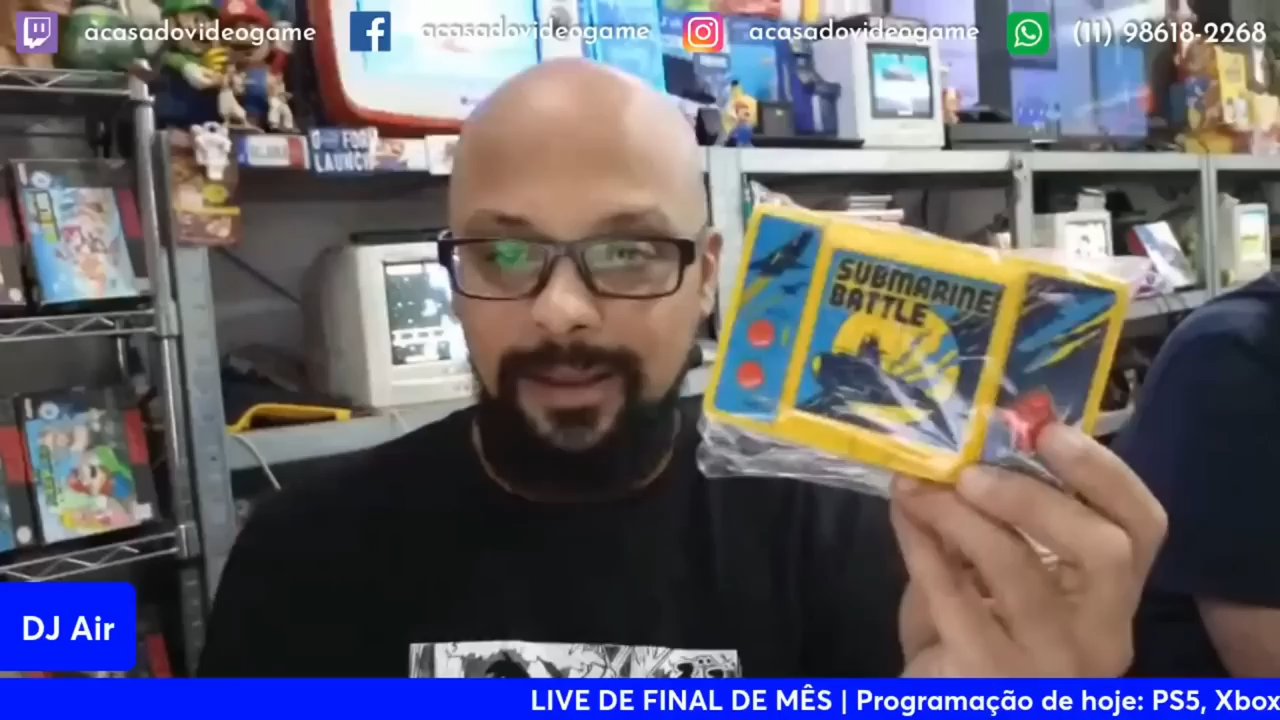 acasadovideogame
acasadovideogame
acasadovideogame
(11) 98618-2268
LAUNCH
SUBMARINE
BATTLE
DJ Air
LIVE DE FINAL DE MÊS | Programação de hoje: PS5, Xbox